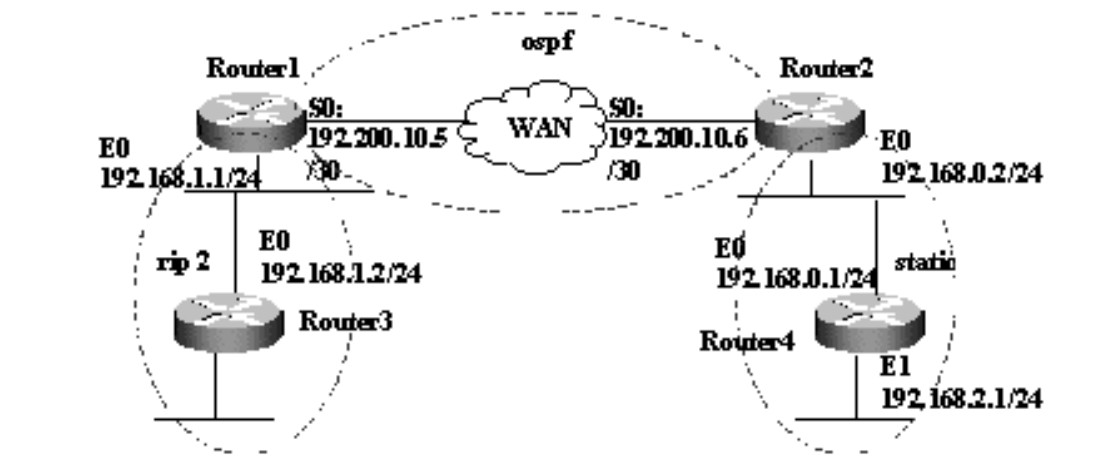 ospf
Router1
Router2
S0:
192.200.10.5
/30
WAN
S0:
192.200.10.6
/30
E0
192.168.1.1/24
E0
192.168.0.2/24
rip 2
E0
192.168.1.2/24
E0
192.168.0.1/24
static
Router3
Router4
E1
192.168.2.1/24